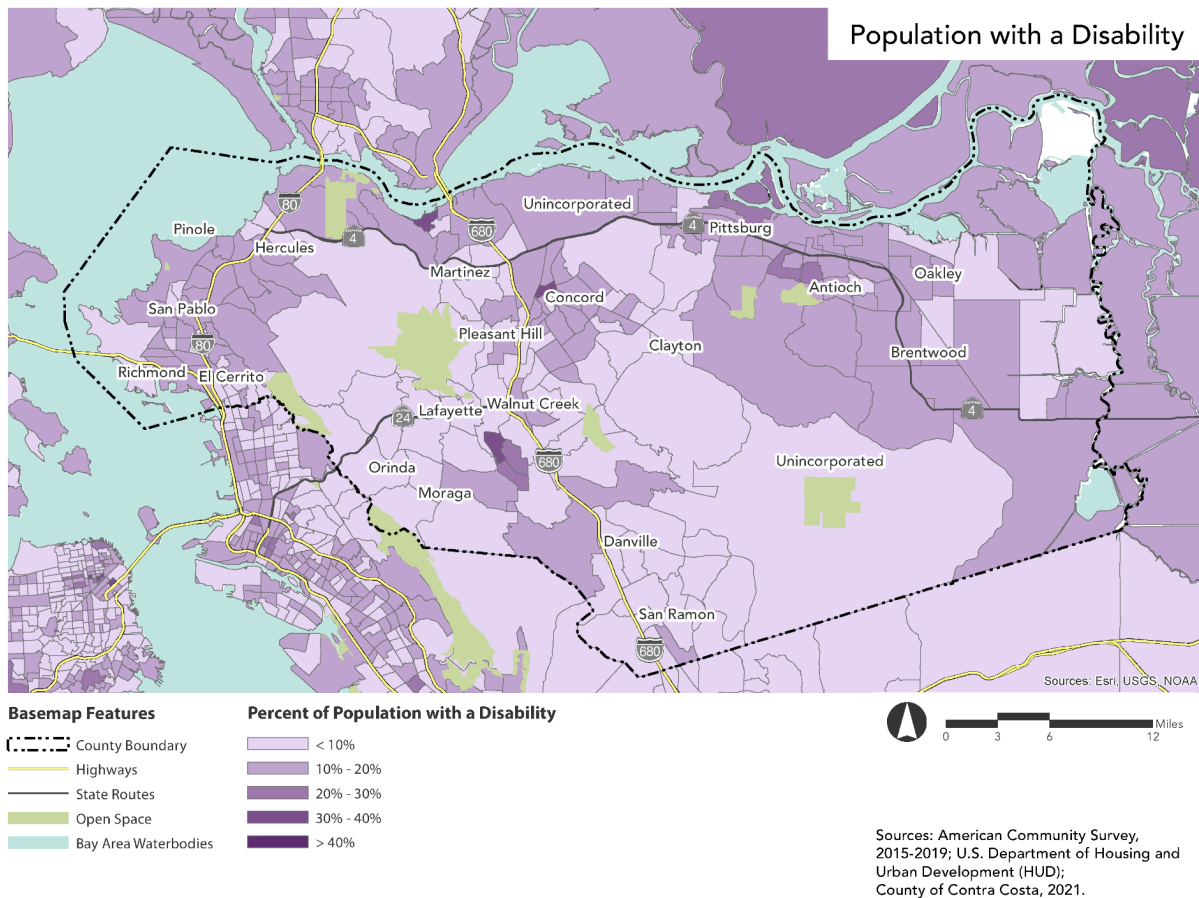 Population with a Disability
Unincorporated
Pinole
80
Hercules
4
680
4
Pittsburg
Martinez
Oakley
San Pablo
Concord
Antioch
80
Pleasant Hill
Clayton
Brentwood
Richmond
El Cerrito
24
Lafayette
Walnut Creek
4
Orinda
680
Unincorporated
Moraga
Danville
San Ramon
680
Sources: Esri, USGS, NOAA
Basemap Features
County Boundary
Highways
State Routes
Open Space
Bay Area Waterbodies
Percent of Population with a Disability
< 10%
10% - 20%
20% - 30%
30% - 40%
> 40%
Miles
0 3 6 12
Sources: American Community Survey,
2015-2019; U.S. Department of Housing and
Urban Development (HUD);
County of Contra Costa, 2021.